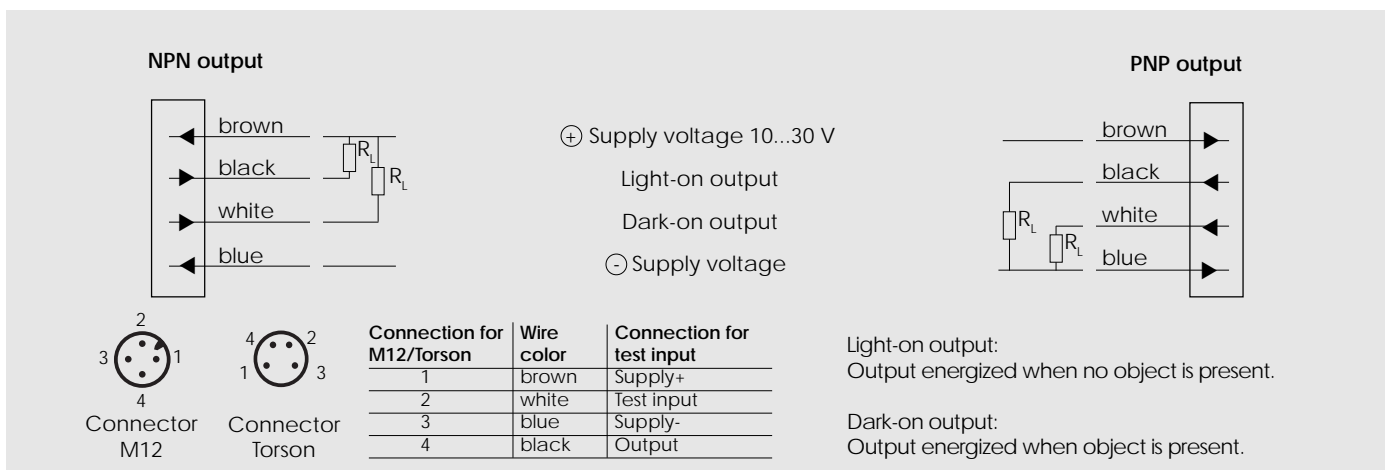 NPN output
PNP output
brown
R_L
black
R_L
white
blue
+ Supply voltage 10...30 V
Light-on output
Dark-on output
- Supply voltage
brown
black
R_L
white
R_L
blue
2
3 1
4
Connector
M12
4 2
1 3
Connector
Torson
Connection for M12/Torson | Wire color | Connection for test input
1 | brown | Supply+
2 | white | Test input
3 | blue | Supply-
4 | black | Output
Light-on output:
Output energized when no object is present.
Dark-on output:
Output energized when object is present.